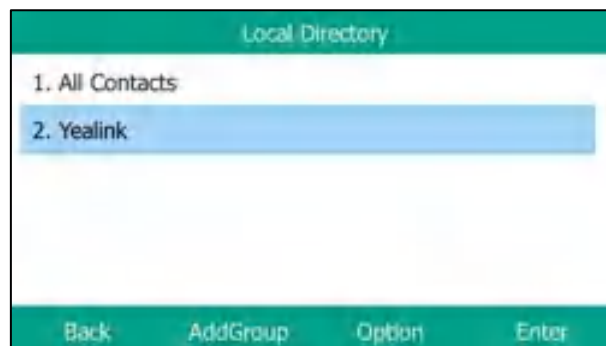 Local Directory
1. All Contacts
2. Yealink
Back AddGroup Option Enter